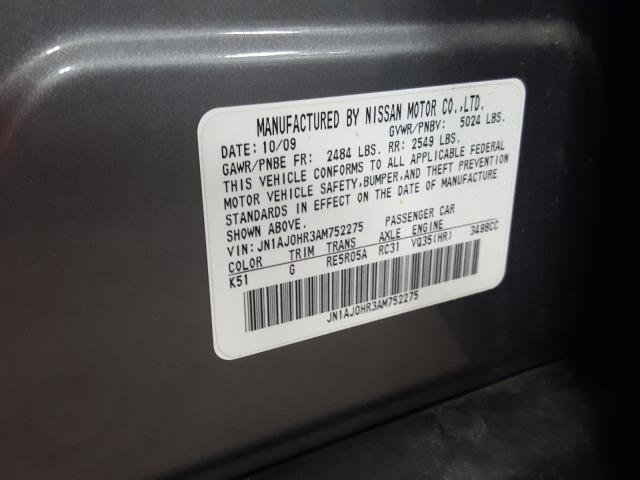 MANUFACTURED BY NISSAN MOTOR CO.,LTD.
DATE: 10/09 GVWR/PNBV: 5024 LBS.
GAWR/PNBE FR: 2484 LBS. RR: 2549 LBS.
THIS VEHICLE CONFORMS TO ALL APPLICABLE FEDERAL
MOTOR VEHICLE SAFETY, BUMPER, AND THEFT PREVENTION
STANDARDS IN EFFECT ON THE DATE OF MANUFACTURE
SHOWN ABOVE.
VIN: JN1AJ0HR3AM752275 PASSENGER CAR
COLOR TRIM TRANS AXLE ENGINE
K51 G RE5R05A RC31 VQ35(HR) 3498CC
JN1AJ0HR3AM752275